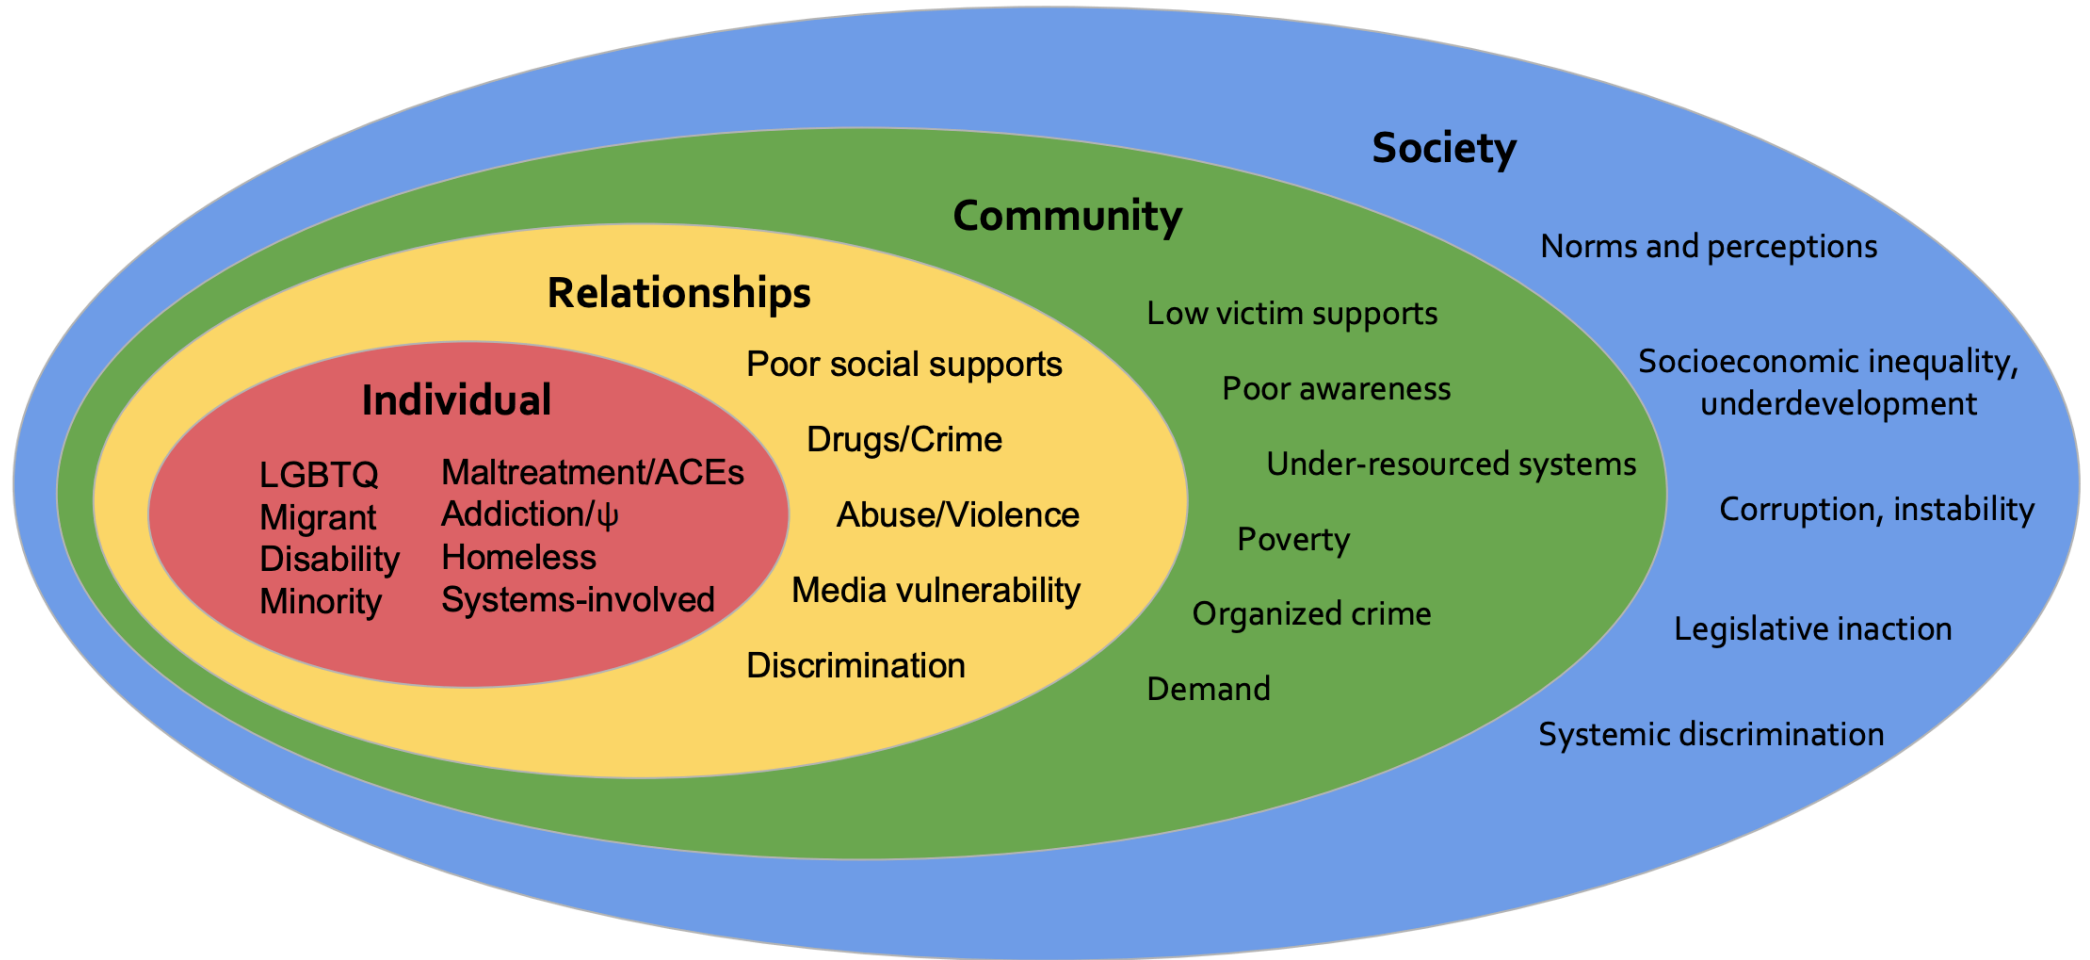 Society
Community
Relationships
Individual
LGBTQ
Migrant
Disability
Minority
Maltreatment/ACEs
Addiction/ψ
Homeless
Systems-involved
Poor social supports
Drugs/Crime
Abuse/Violence
Media vulnerability
Discrimination
Low victim supports
Poor awareness
Under-resourced systems
Poverty
Organized crime
Demand
Norms and perceptions
Socioeconomic inequality,
underdevelopment
Corruption, instability
Legislative inaction
Systemic discrimination